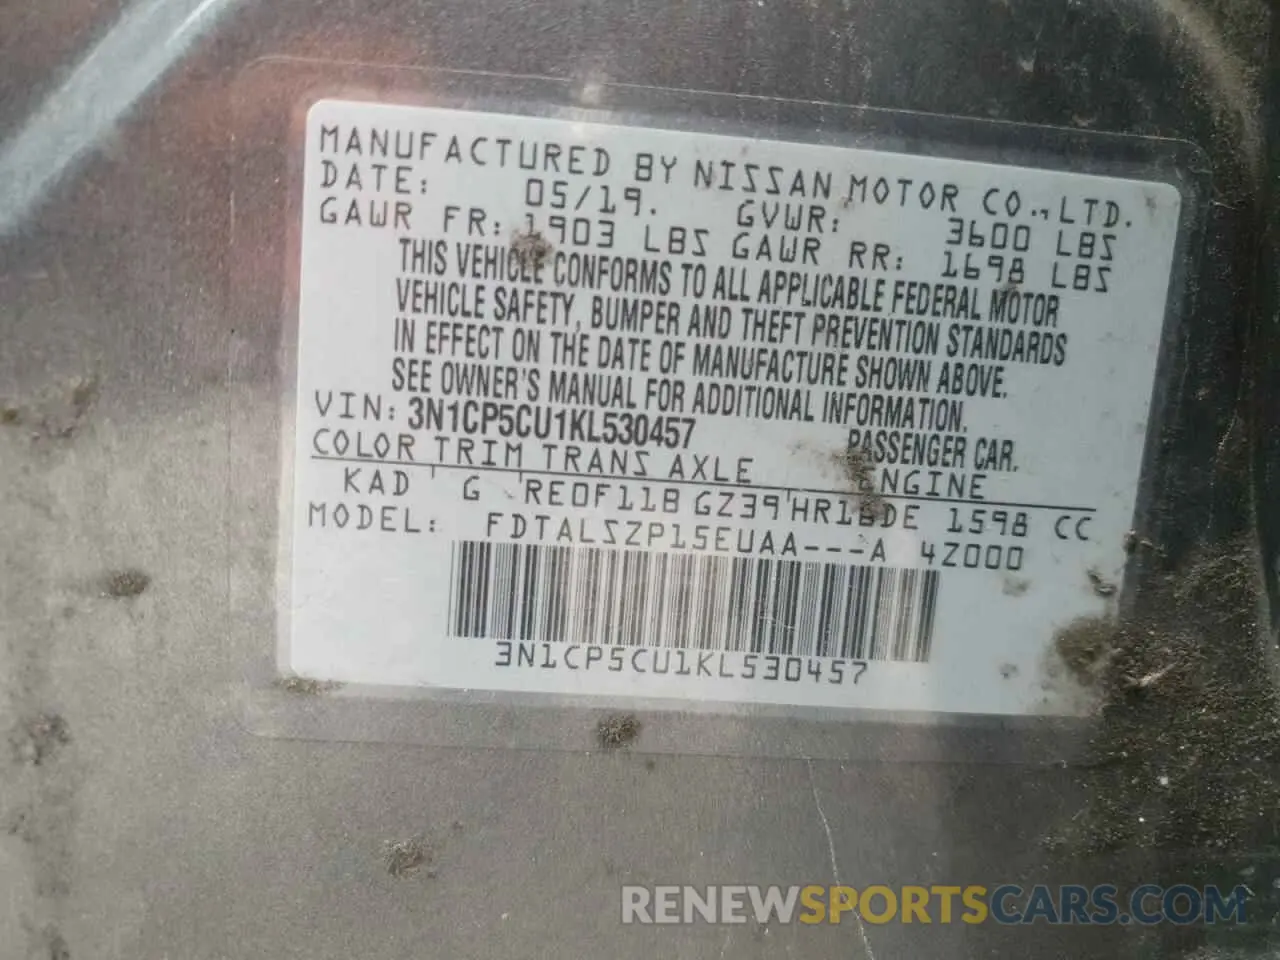 MANUFACTURED BY NISSAN MOTOR CO., LTD.
DATE: 05/19. GVWR: 3600 LBS
GAWR FR: 1903 LBS GAWR RR: 1698 LBS
THIS VEHICLE CONFORMS TO ALL APPLICABLE FEDERAL MOTOR
VEHICLE SAFETY, BUMPER AND THEFT PREVENTION STANDARDS
IN EFFECT ON THE DATE OF MANUFACTURE SHOWN ABOVE.
SEE OWNER'S MANUAL FOR ADDITIONAL INFORMATION.
VIN: 3N1CP5CU1KL530457 PASSENGER CAR.
COLOR TRIM TRANS AXLE ENGINE
KAD G RE0F11B GZ39 HR16DE 1598 CC
MODEL: FDTALSZP15EUAA---A 4Z000
3N1CP5CU1KL530457
RENEWSPORTSCARS.COM